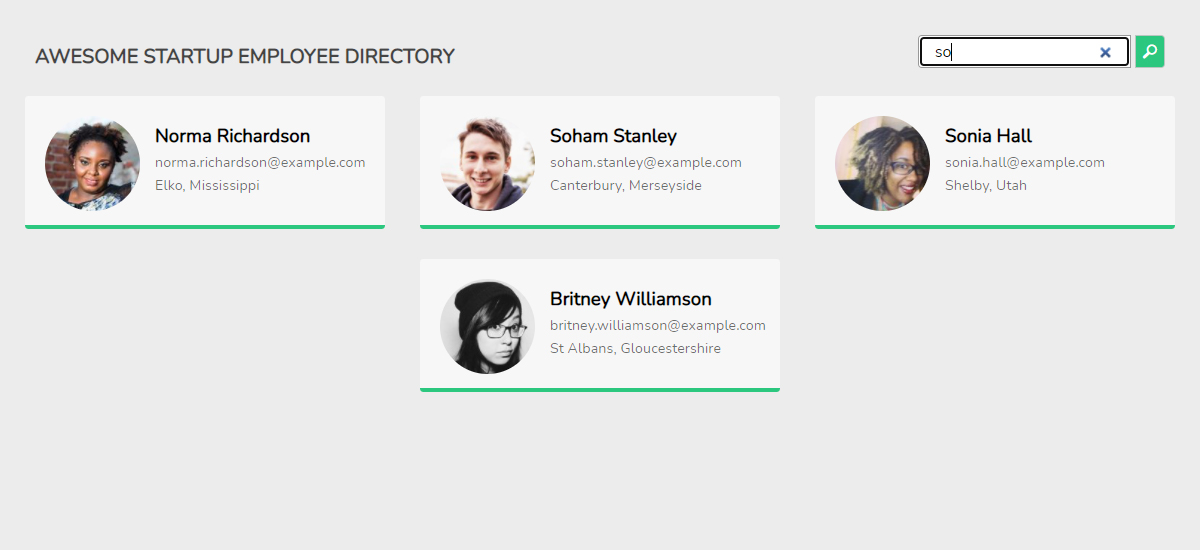 AWESOME STARTUP EMPLOYEE DIRECTORY
so
Norma Richardson
norma.richardson@example.com
Elko, Mississippi
Soham Stanley
soham.stanley@example.com
Canterbury, Merseyside
Sonia Hall
sonia.hall@example.com
Shelby, Utah
Britney Williamson
britney.williamson@example.com
St Albans, Gloucestershire